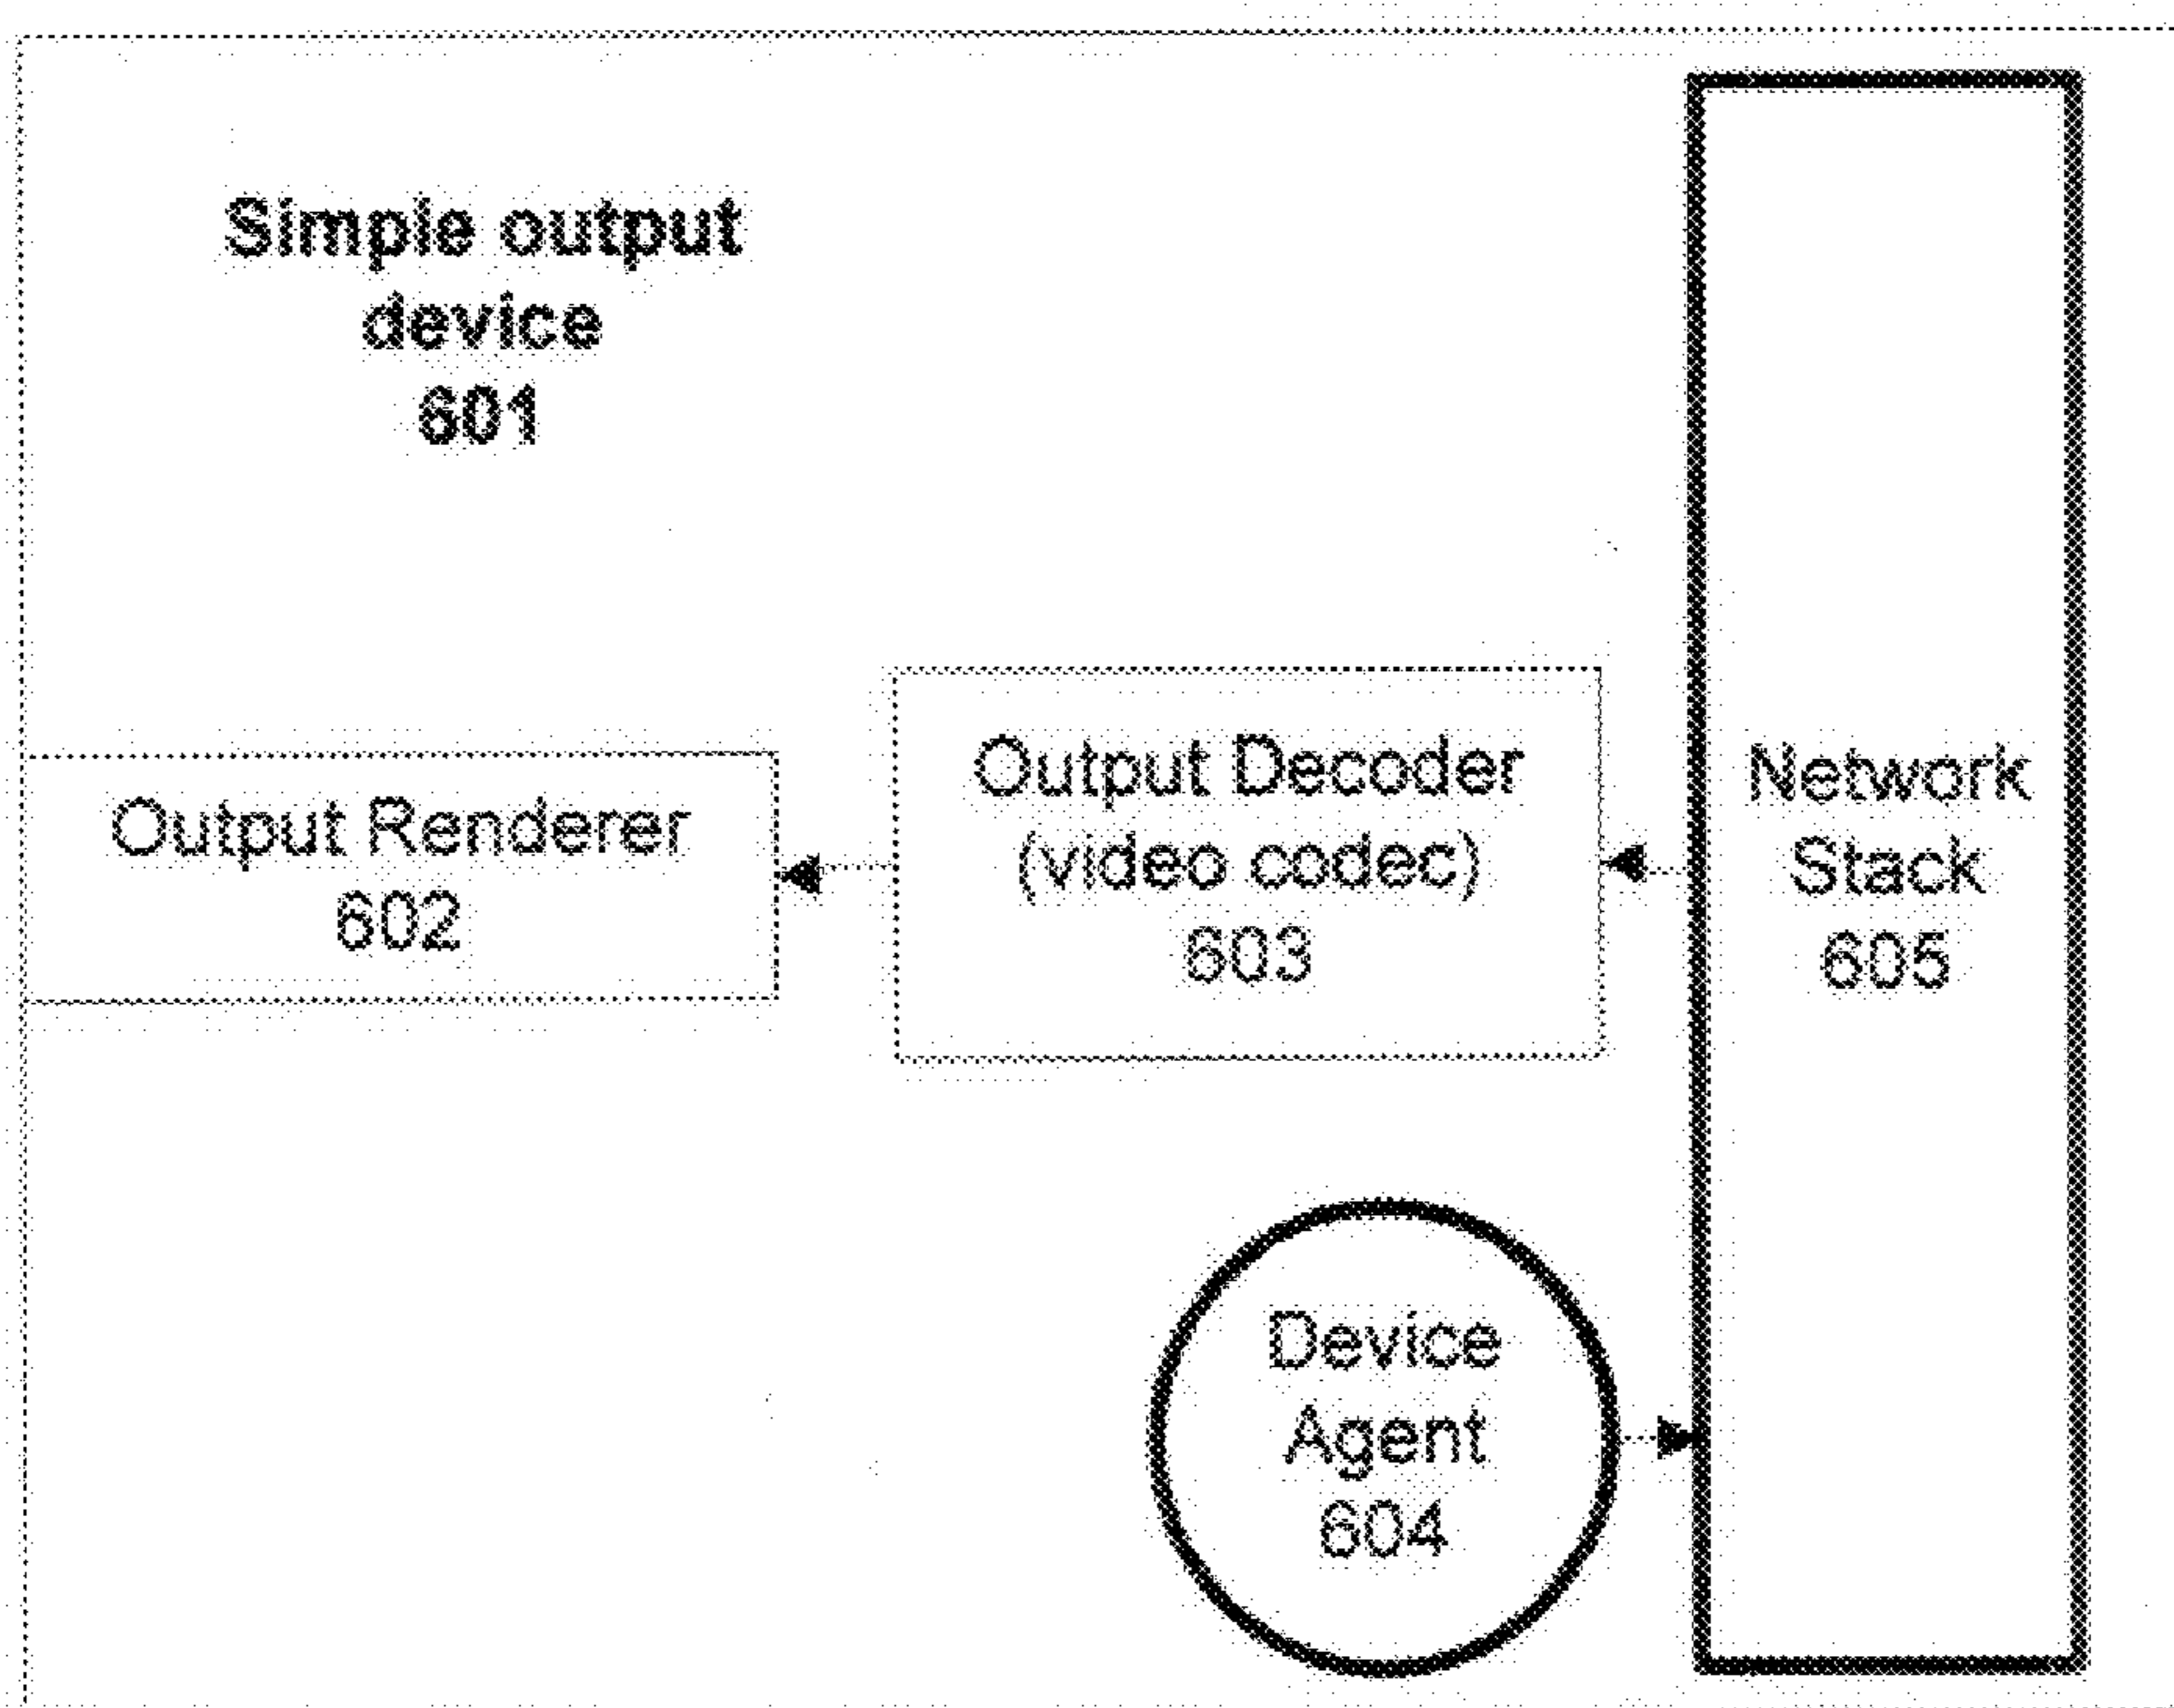 Simple output
device
601
Output Renderer
602
Output Decoder
(video codec)
603
Network
Stack
605
Device
Agent
604